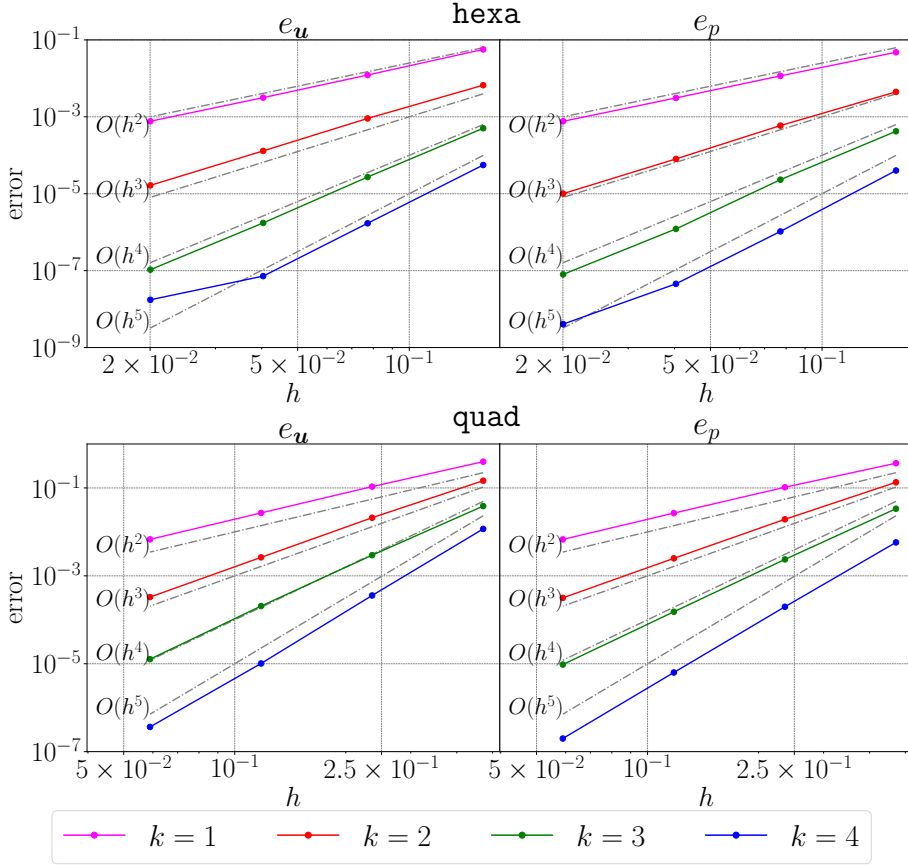 hexa
e_u e_p
10^{-1}
10^{-3}
10^{-5}
10^{-7}
10^{-9}
error
O(h^2) O(h^2)
O(h^3) O(h^3)
O(h^4) O(h^4)
O(h^5) O(h^5)
2 × 10^{-2} 5 × 10^{-2} 10^{-1} 2 × 10^{-2} 5 × 10^{-2} 10^{-1}
h h
quad
e_u e_p
10^{-1}
10^{-3}
10^{-5}
10^{-7}
error
O(h^2) O(h^2)
O(h^3) O(h^3)
O(h^4) O(h^4)
O(h^5) O(h^5)
5 × 10^{-2} 10^{-1} 2.5 × 10^{-1} 5 × 10^{-2} 10^{-1} 2.5 × 10^{-1}
h h
k = 1 k = 2 k = 3 k = 4